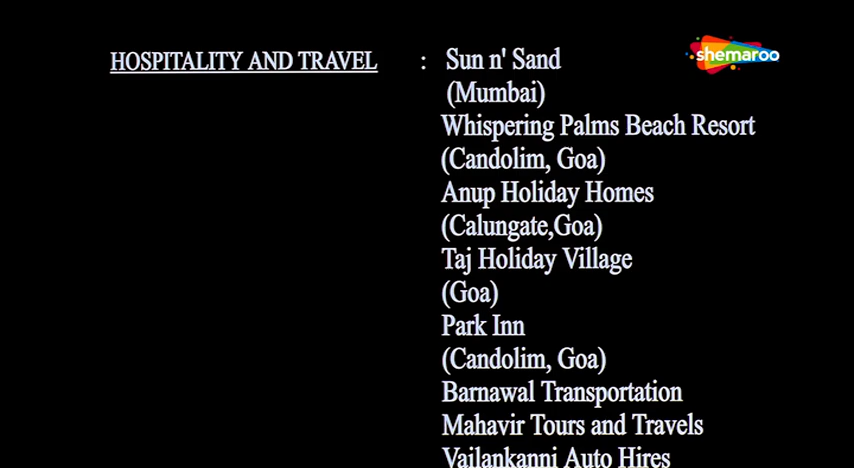 shemaroo
HOSPITALITY AND TRAVEL : Sun n' Sand
(Mumbai)
Whispering Palms Beach Resort
(Candolim, Goa)
Anup Holiday Homes
(Calungate,Goa)
Taj Holiday Village
(Goa)
Park Inn
(Candolim, Goa)
Barnawal Transportation
Mahavir Tours and Travels
Vailankanni Auto Hires